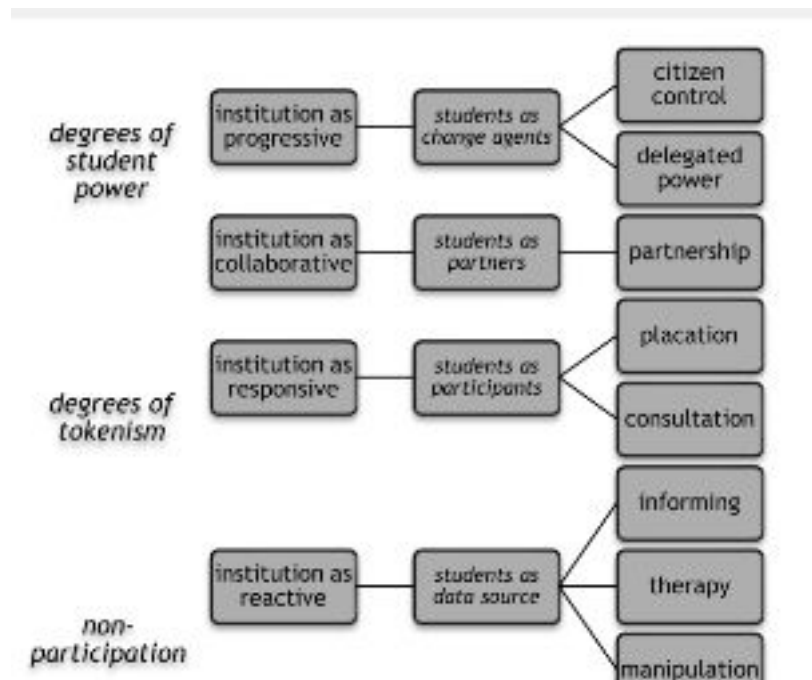 degrees of
student
power
institution as
progressive
students as
change agents
citizen
control
delegated
power
institution as
collaborative
students as
partners
partnership
degrees of
tokenism
institution as
responsive
students as
participants
placation
consultation
non-
participation
institution as
reactive
students as
data source
informing
therapy
manipulation